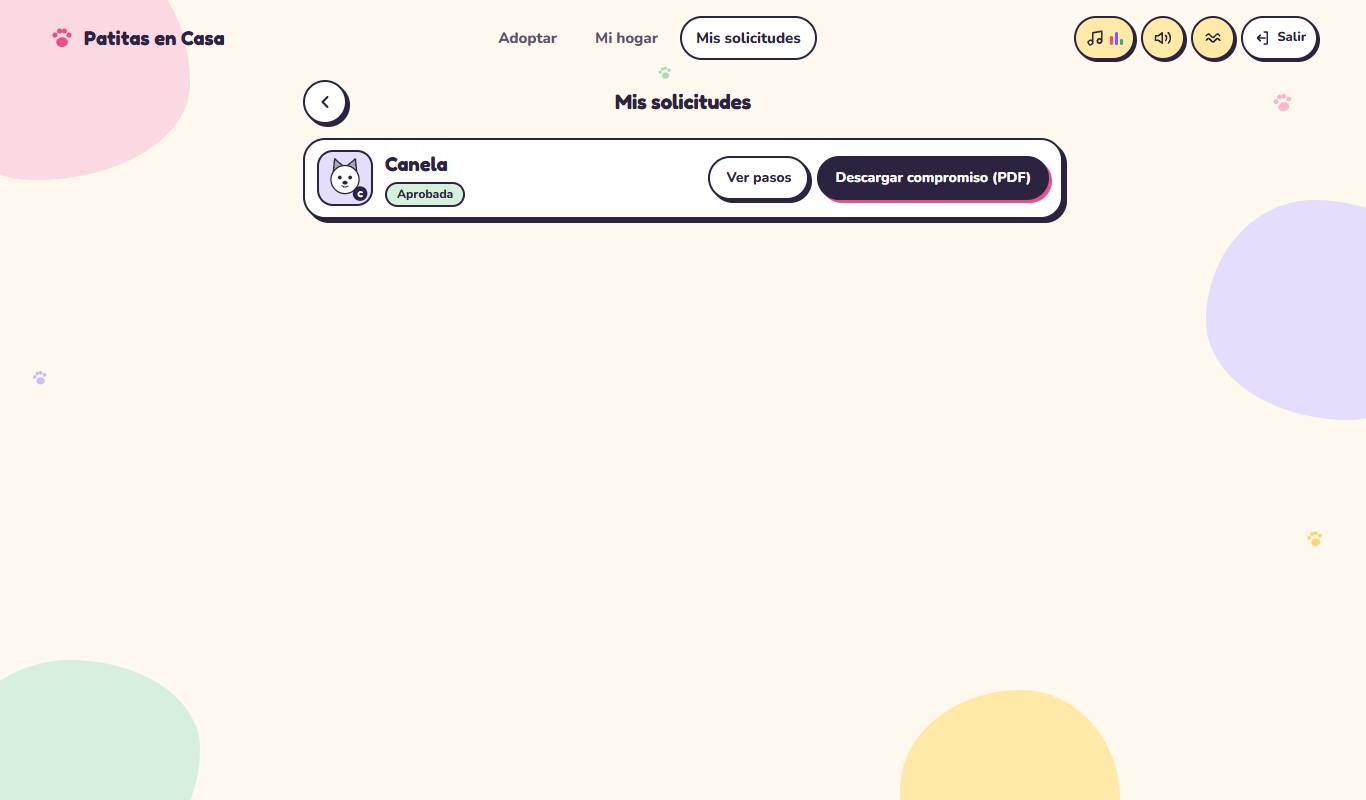 Patitas en Casa
Adoptar
Mi hogar
Mis solicitudes
Salir
Mis solicitudes
Canela
C
Aprobada
Ver pasos
Descargar compromiso (PDF)